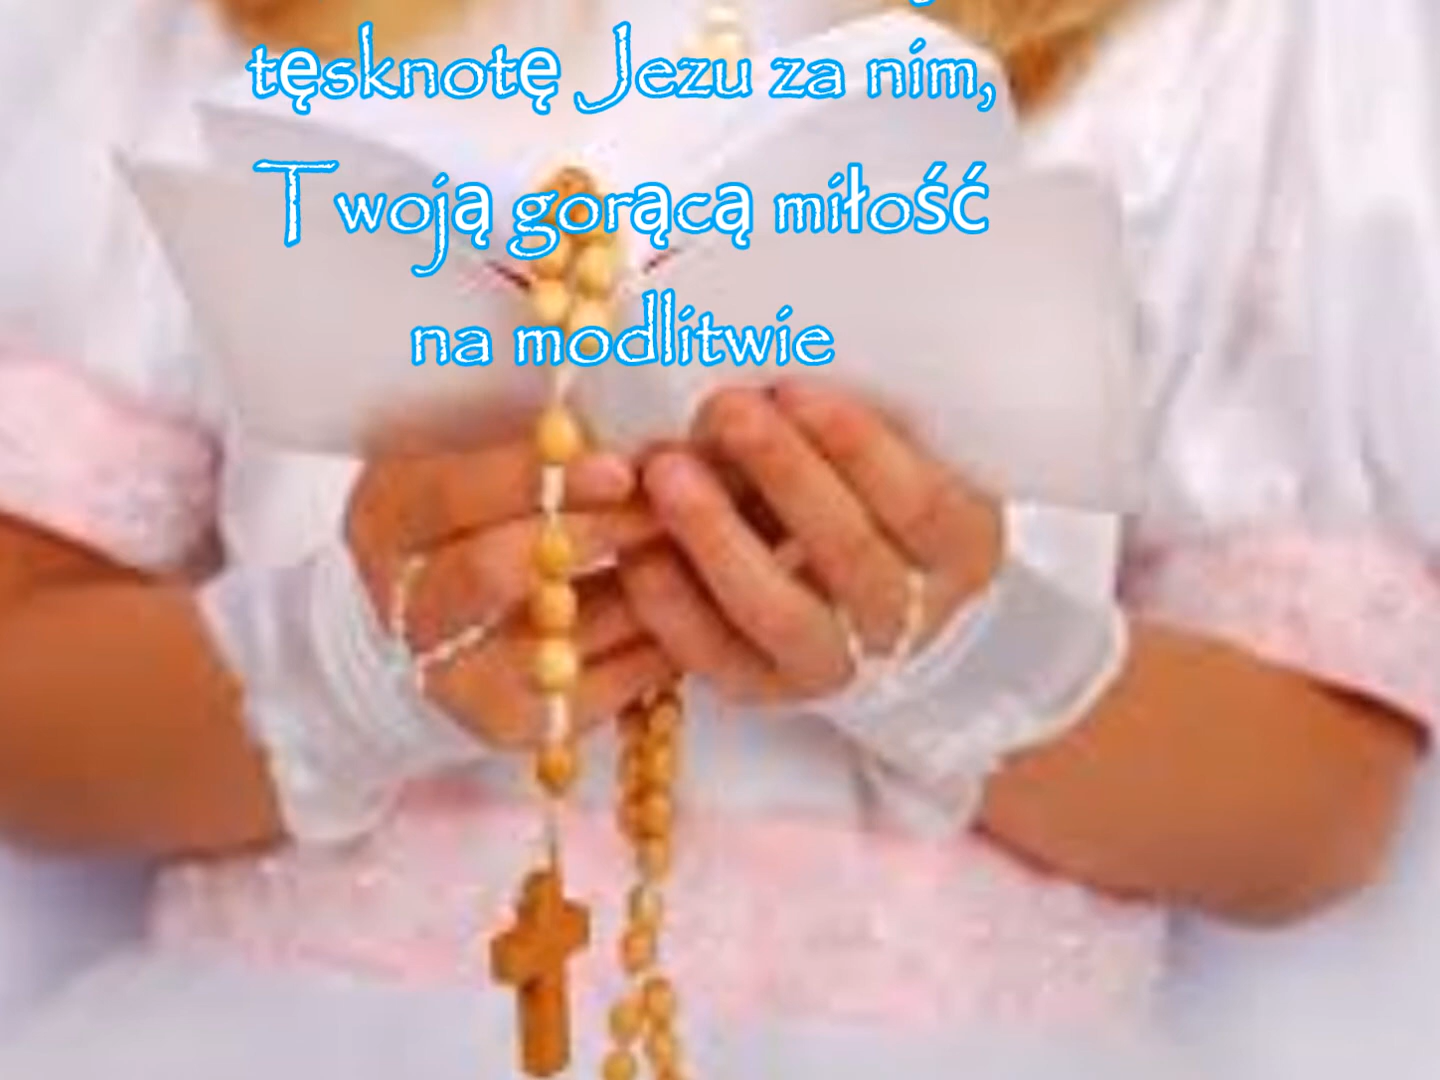 tęsknotę Jezu za nim,
Twoją gorącą miłość
na modlitwie